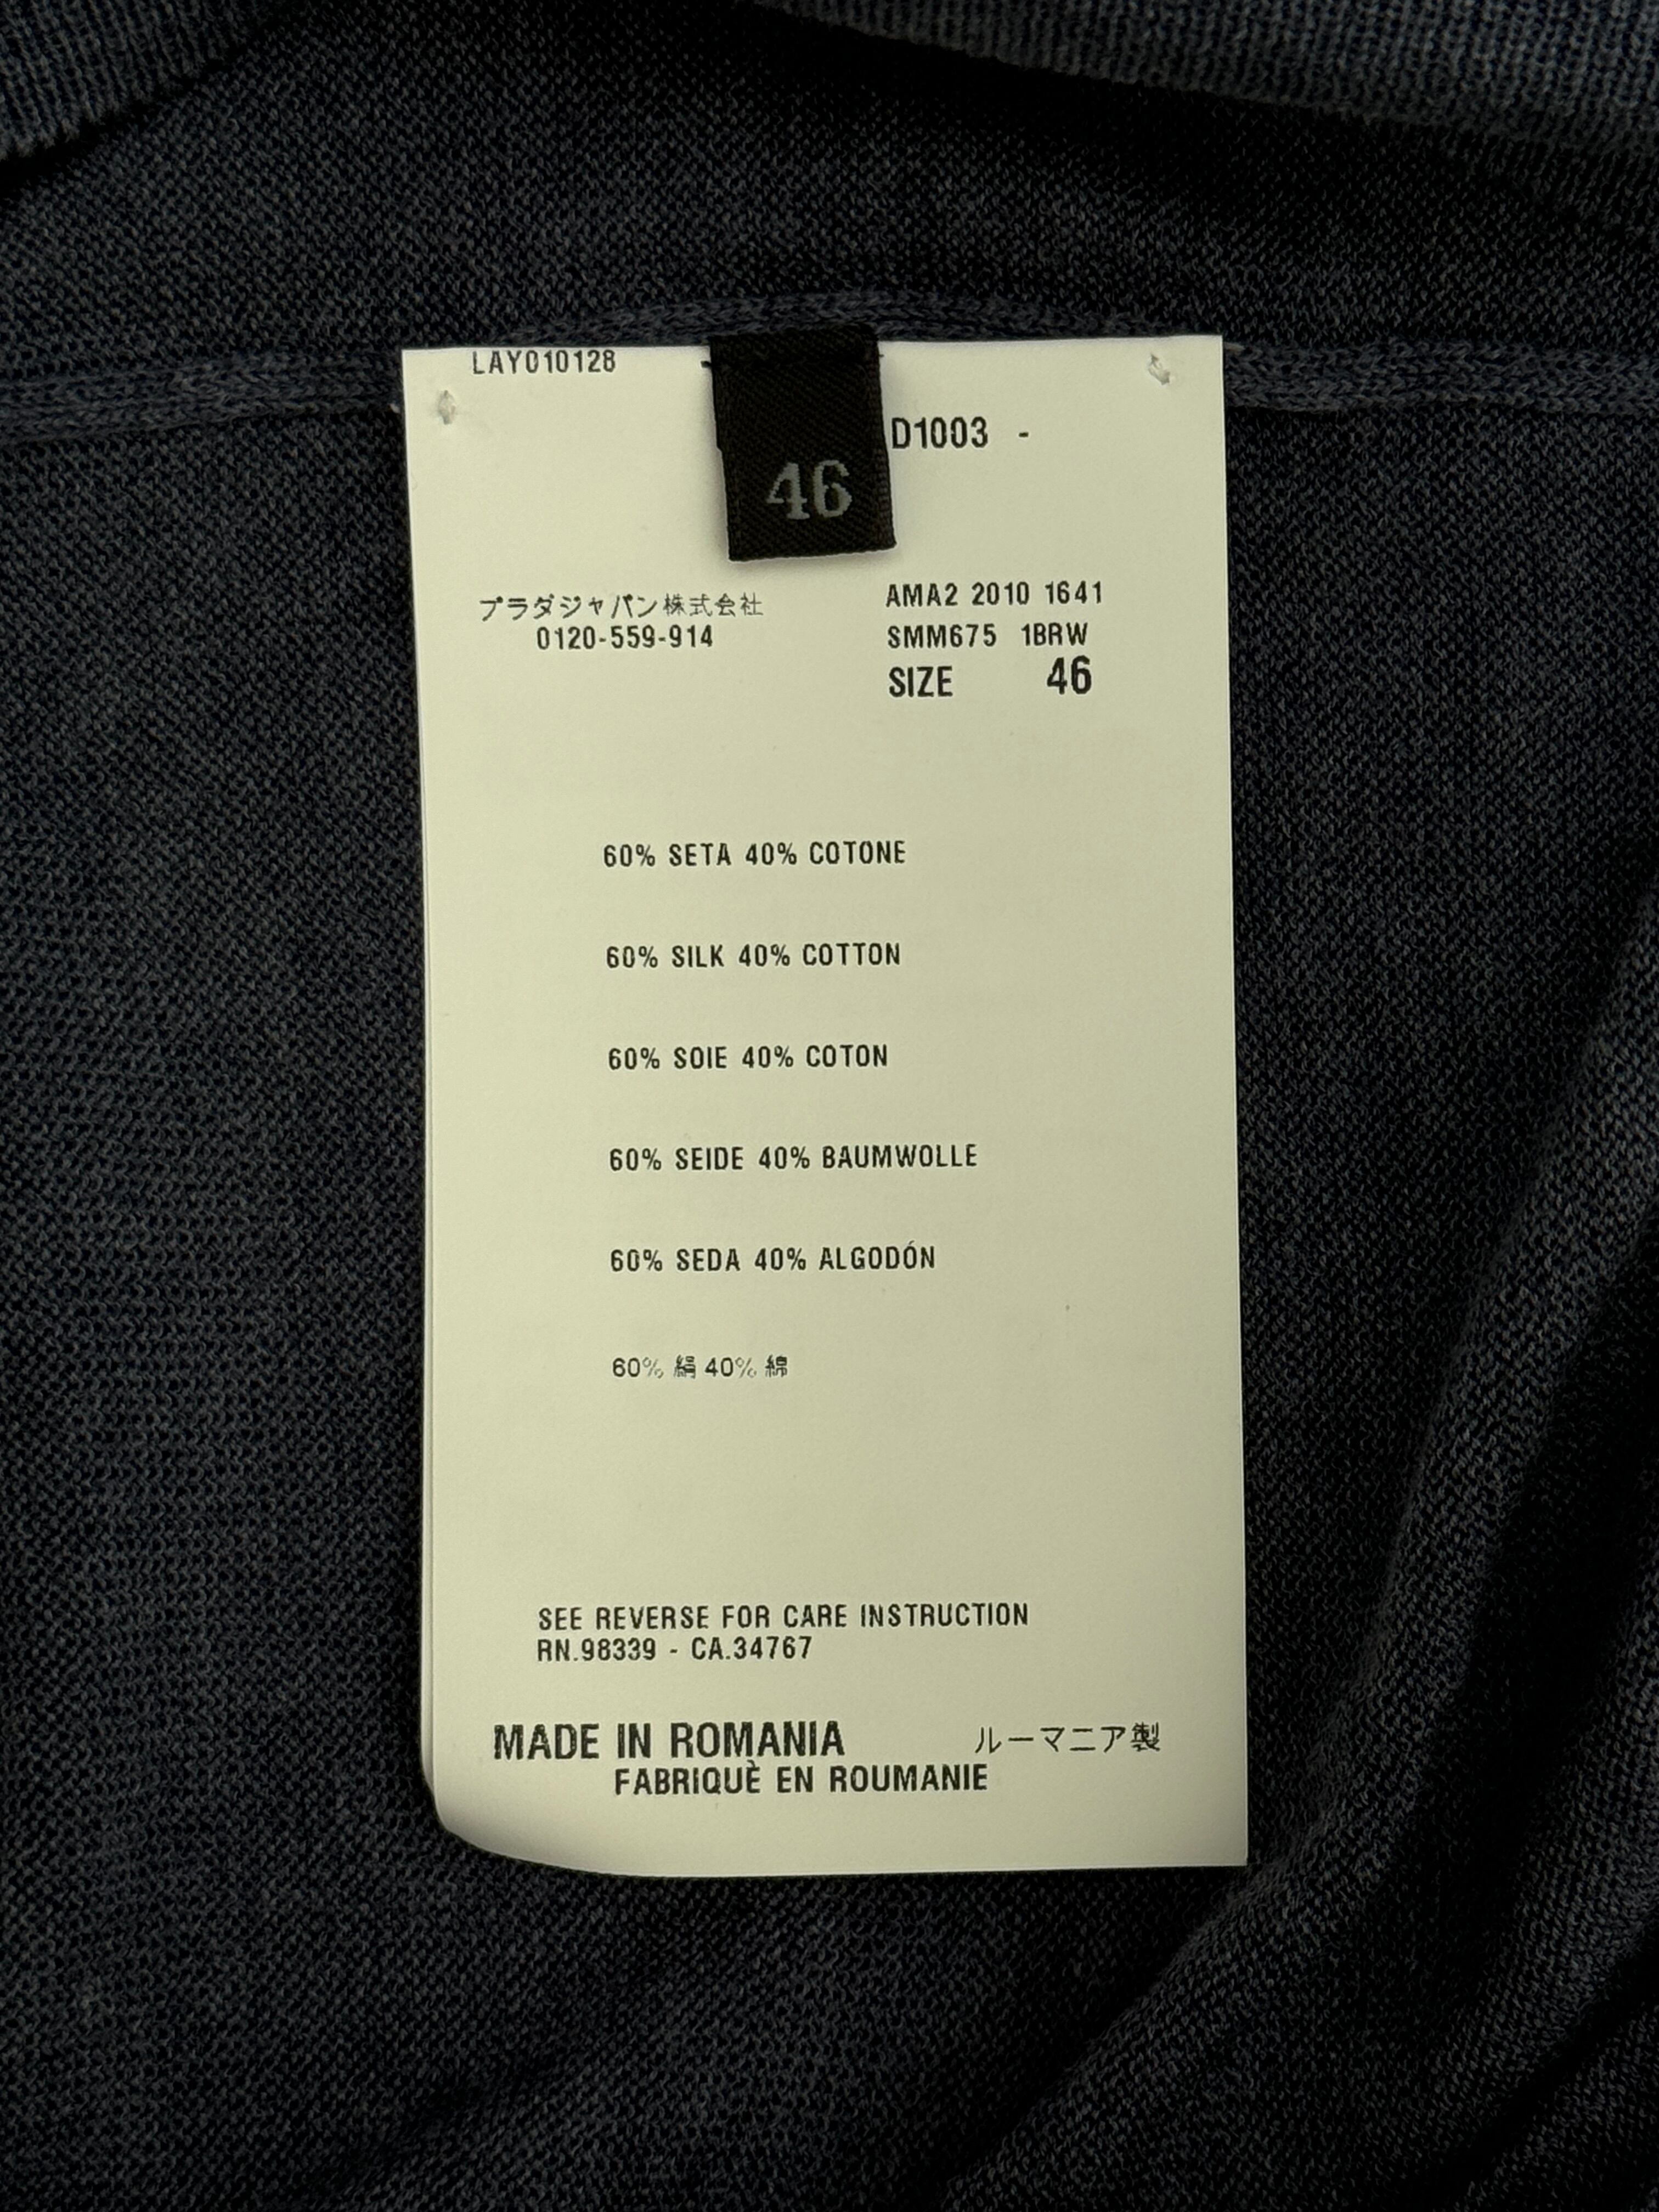 LAY010128
D1003 -
46
プラダジャパン株式会社
0120-559-914
AMA2 2010 1641
SMM675 1BRW
SIZE 46
60% SETA 40% COTONE
60% SILK 40% COTTON
60% SOIE 40% COTON
60% SEIDE 40% BAUMWOLLE
60% SEDA 40% ALGODÓN
60% 絹 40% 綿
SEE REVERSE FOR CARE INSTRUCTION
RN.98339 - CA.34767
MADE IN ROMANIA ルーマニア製
FABRIQUÈ EN ROUMANIE